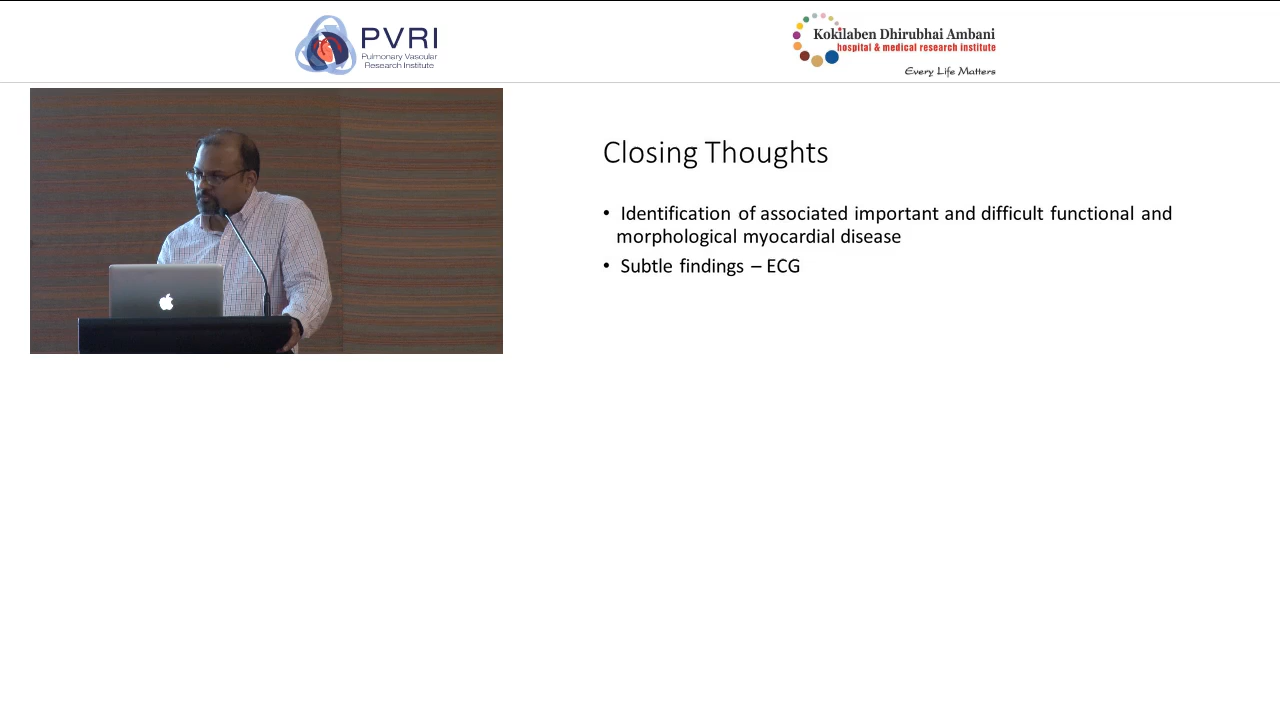 PVRI
Pulmonary Vascular
Research Institute
Kokilaben Dhirubhai Ambani
hospital & medical research institute
Every Life Matters
Closing Thoughts
• Identification of associated important and difficult functional and
morphological myocardial disease
• Subtle findings – ECG